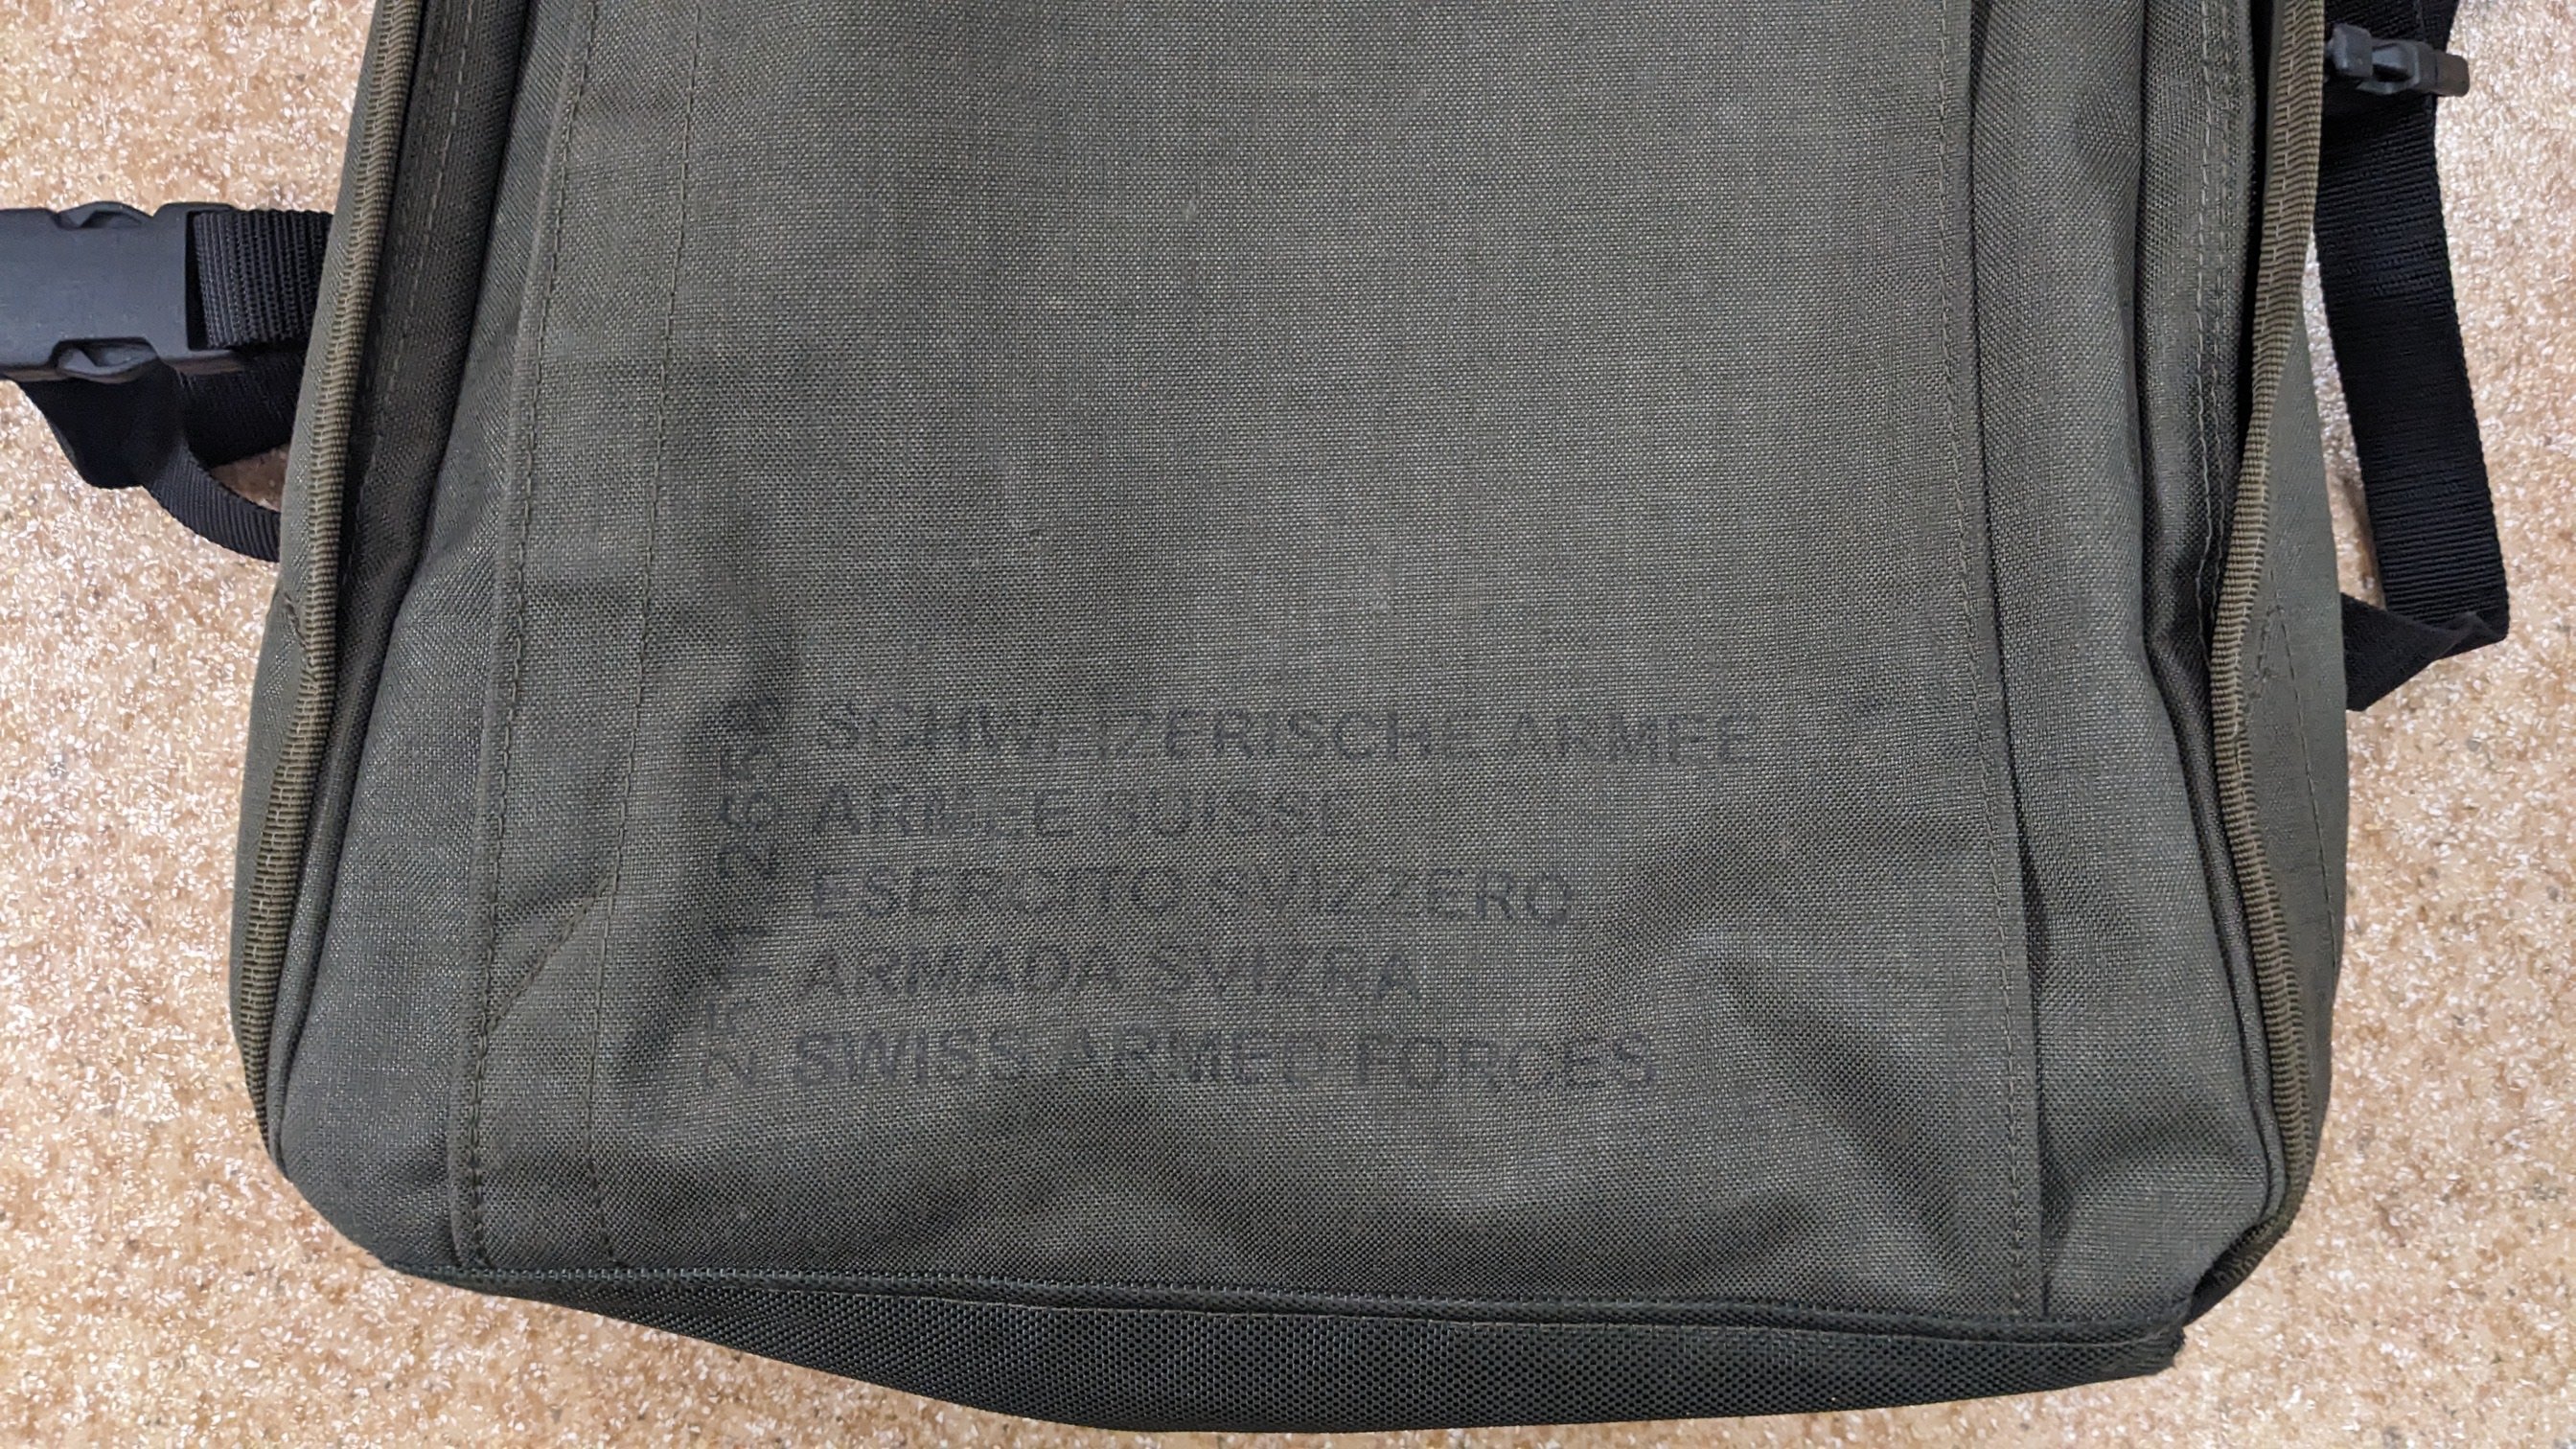 SCHWEIZERISCHE ARMEE
ARMEE SUISSE
ESERCITO SVIZZERO
ARMADA SVIZRA
SWISS ARMED FORCES